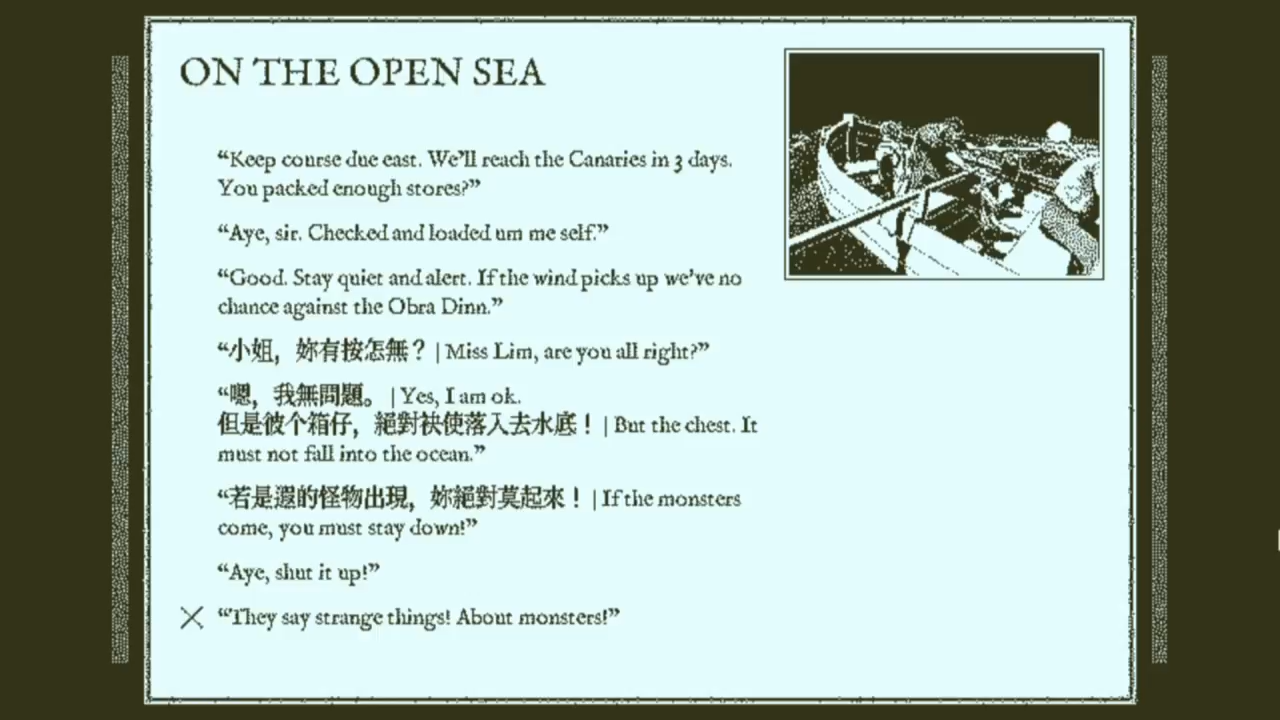 ON THE OPEN SEA
“Keep course due east. We’ll reach the Canaries in 3 days.
You packed enough stores?”
“Aye, sir. Checked and loaded um me self.”
“Good. Stay quiet and alert. If the wind picks up we’ve no
chance against the Obra Dinn.”
“小姐，妳有按怎無？ | Miss Lim, are you all right?”
“嗯，我無問題。 | Yes, I am ok.
但是彼个箱仔，絕對袂使落入去水底！ | But the chest. It
must not fall into the ocean.”
“若是遐的怪物出現，妳絕對莫起來！ | If the monsters
come, you must stay down!”
“Aye, shut it up!”
“They say strange things! About monsters!”